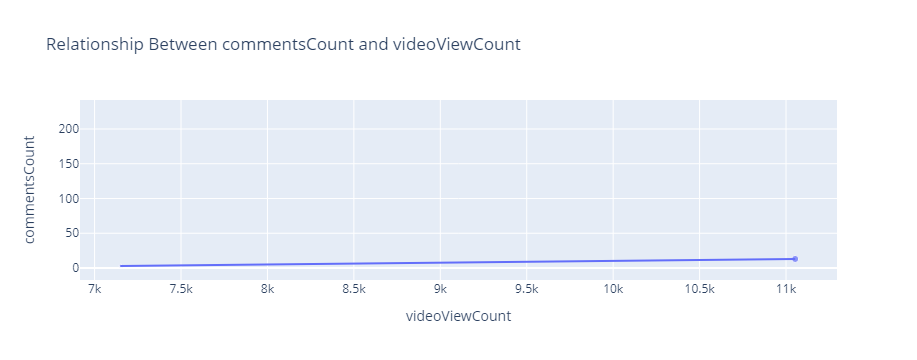 Relationship Between commentsCount and videoViewCount
commentsCount
200
150
100
50
0
7k 7.5k 8k 8.5k 9k 9.5k 10k 10.5k 11k
videoViewCount